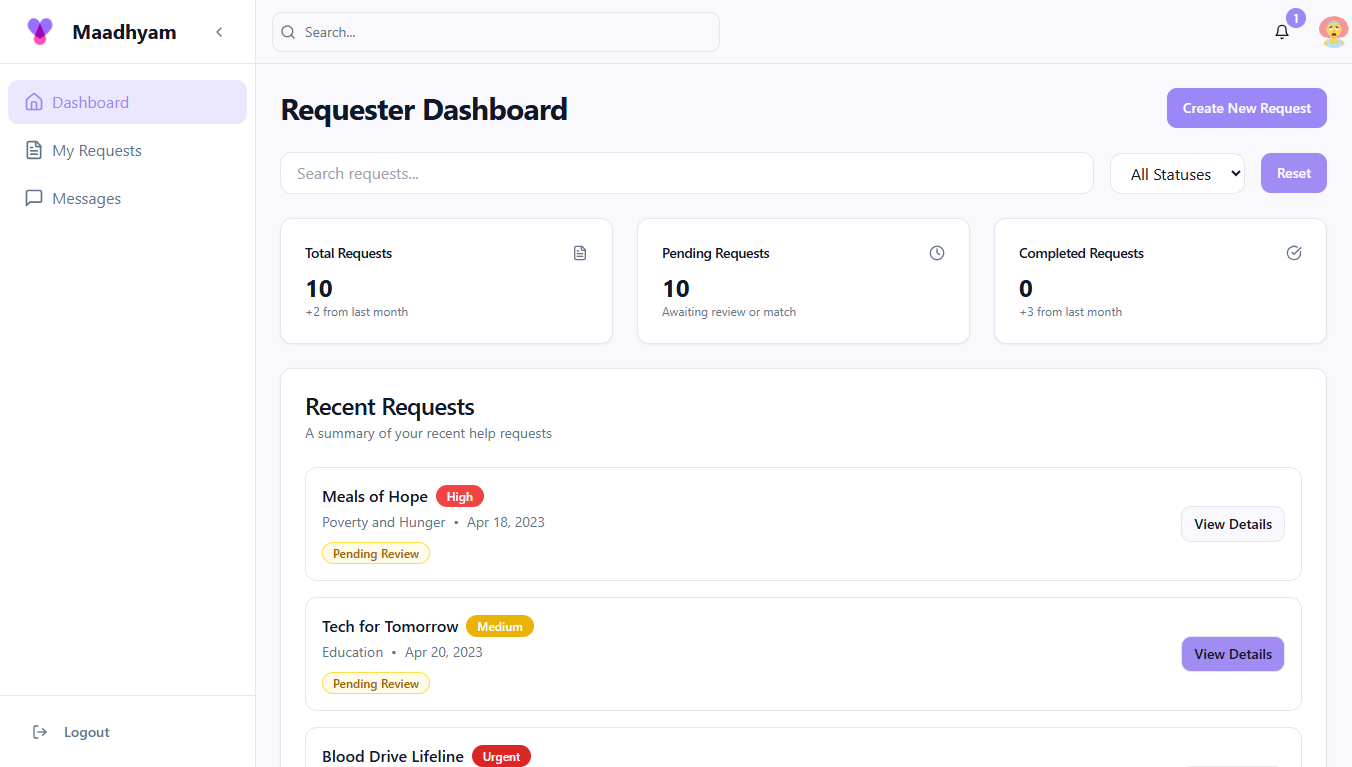 Maadhyam
Search...
1
Dashboard
My Requests
Messages
Logout
Requester Dashboard
Create New Request
Search requests...
All Statuses
Reset
Total Requests
10
+2 from last month
Pending Requests
10
Awaiting review or match
Completed Requests
0
+3 from last month
Recent Requests
A summary of your recent help requests
Meals of Hope High
Poverty and Hunger • Apr 18, 2023
Pending Review
View Details
Tech for Tomorrow Medium
Education • Apr 20, 2023
Pending Review
View Details
Blood Drive Lifeline Urgent